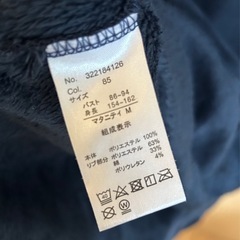 No. 322184126
Col. 65
サイズ
バスト 86-94
身長 154-162
マタニティ M
組成表示
本体 ポリエステル 100%
リブ部分 ポリエステル 63%
綿 33%
ポリウレタン 4%